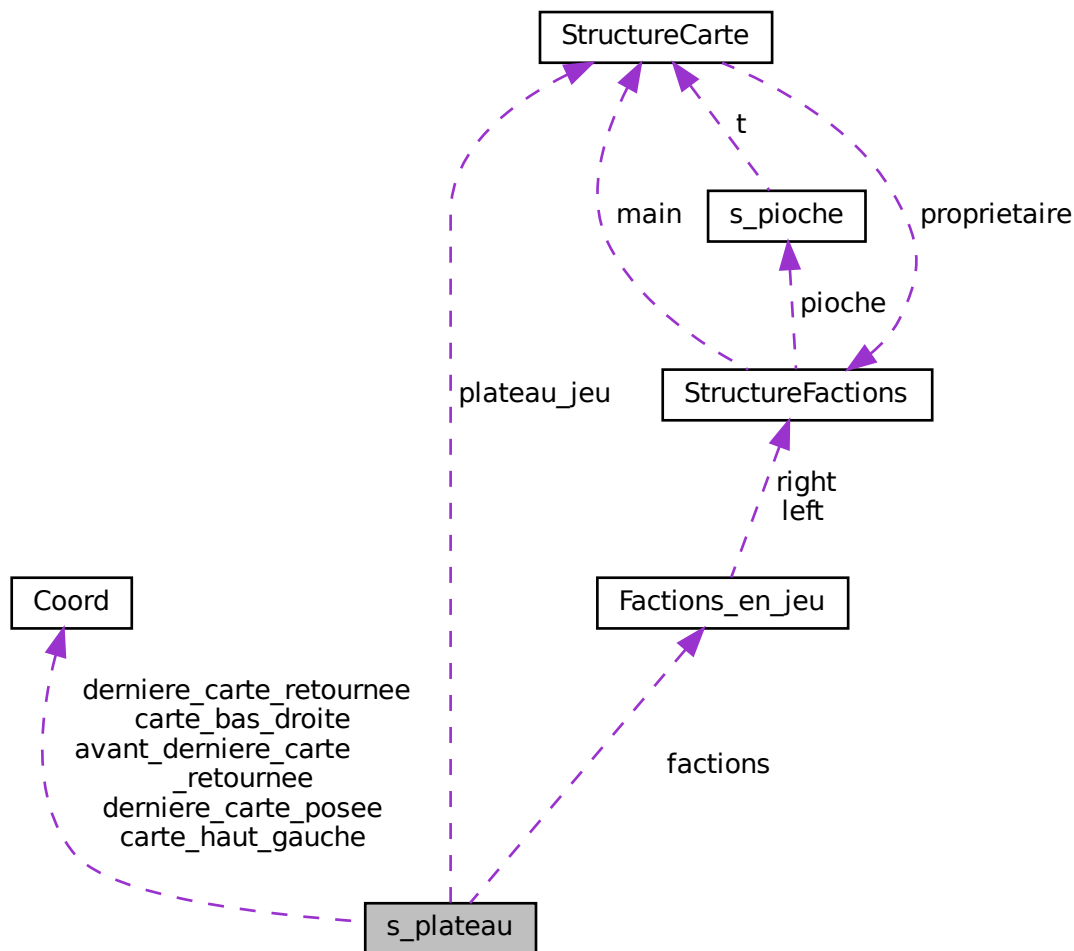 StructureCarte
t
s_pioche
main
proprietaire
pioche
StructureFactions
plateau_jeu
right
left
Coord
Factions_en_jeu
derniere_carte_retournee
carte_bas_droite
avant_derniere_carte
_retournee
derniere_carte_posee
carte_haut_gauche
factions
s_plateau